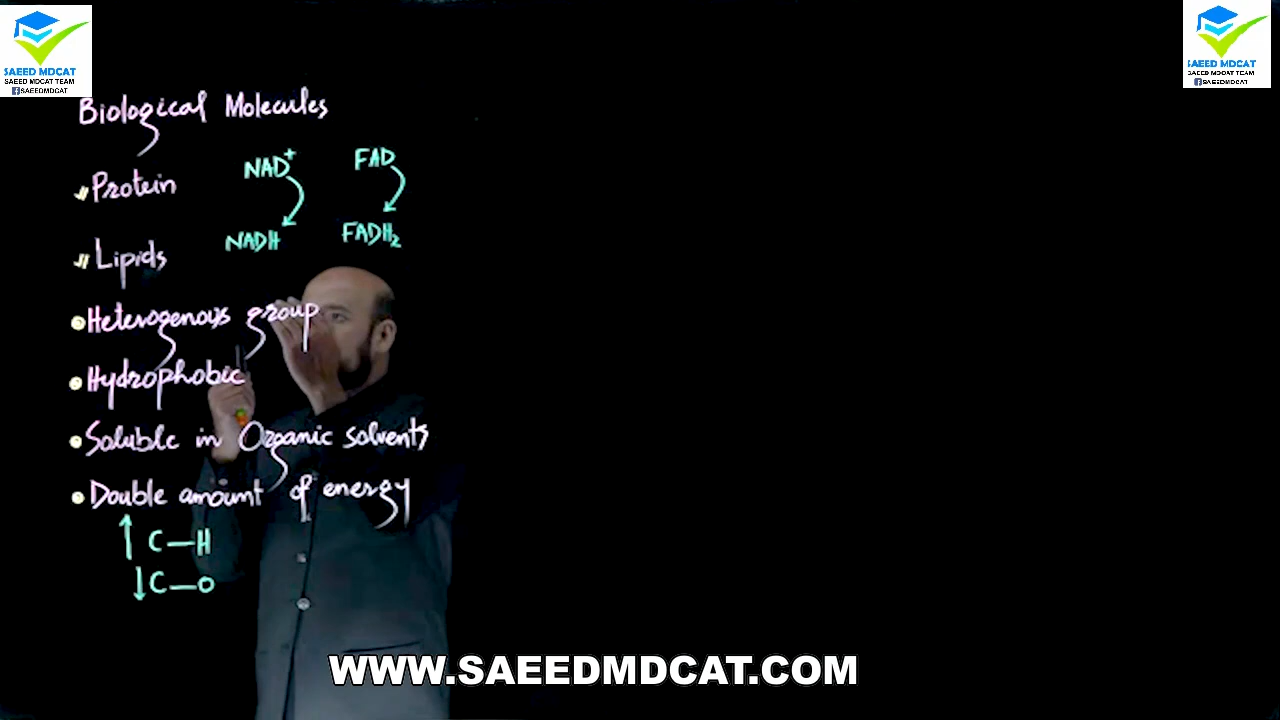 SAEED MDCAT
SAEED MDCAT TEAM
SAEEDMDCAT
SAEED MDCAT
SAEED MDCAT TEAM
SAEEDMDCAT
Biological Molecules
Protein
NAD+
FAD
NADH
FADH2
Lipids
Heterogenous group
Hydrophobic
Soluble in Organic solvents
Double amount of energy
↑ C—H
↓ C—O
WWW.SAEEDMDCAT.COM